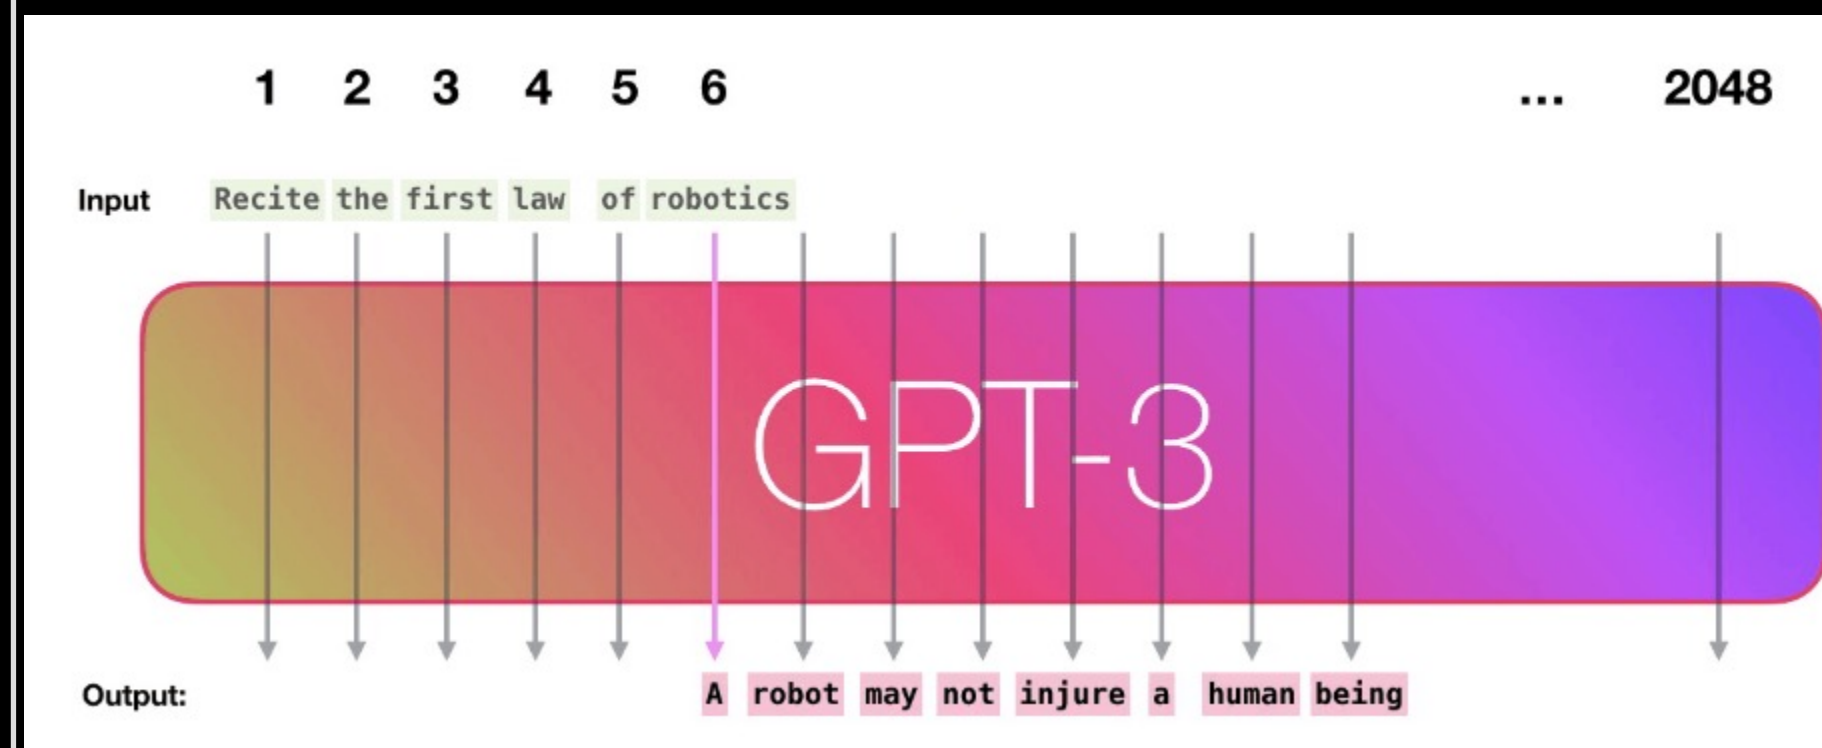 1 2 3 4 5 6 ... 2048
Input Recite the first law of robotics
GPT-3
Output: A robot may not injure a human being